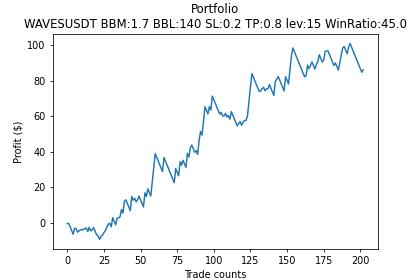 Portfolio
WAVESUSDT BBM:1.7 BBL:140 SL:0.2 TP:0.8 lev:15 WinRatio:45.0
100
80
60
40
20
0
Profit ($)
0 25 50 75 100 125 150 175 200
Trade counts